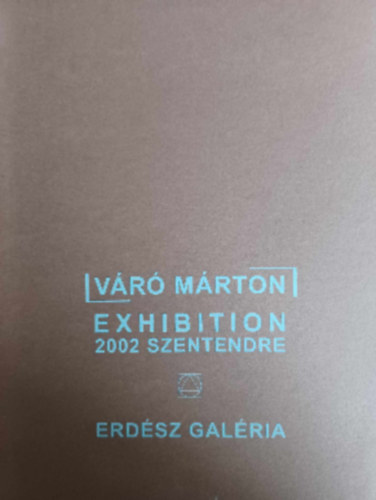 VÁRÓ MÁRTON
EXHIBITION
2002 SZENTENDRE
ERDÉSZ GALÉRIA